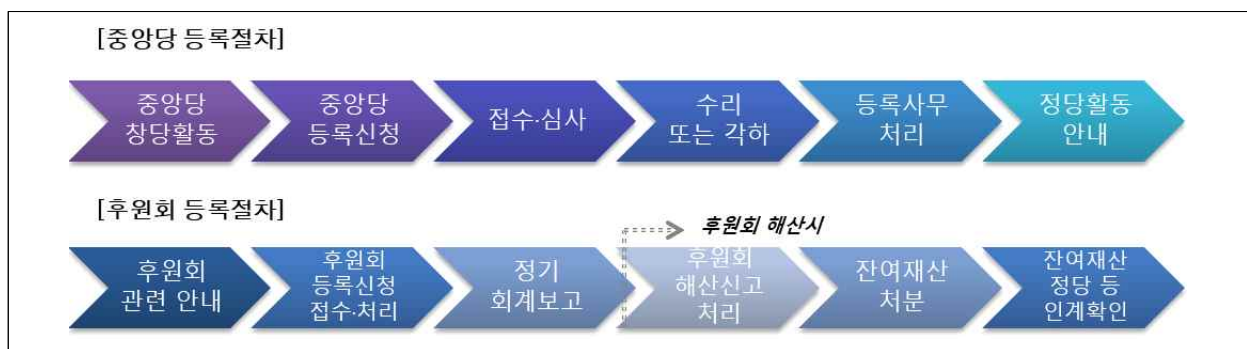 [중앙당 등록절차]
중앙당
창당활동
중앙당
등록신청
접수·심사
수리
또는 각하
등록사무
처리
정당활동
안내
[후원회 등록절차]
후원회 해산시
후원회
관련 안내
후원회
등록신청
접수·처리
정기
회계보고
후원회
해산신고
처리
잔여재산
처분
잔여재산
정당 등
인계확인